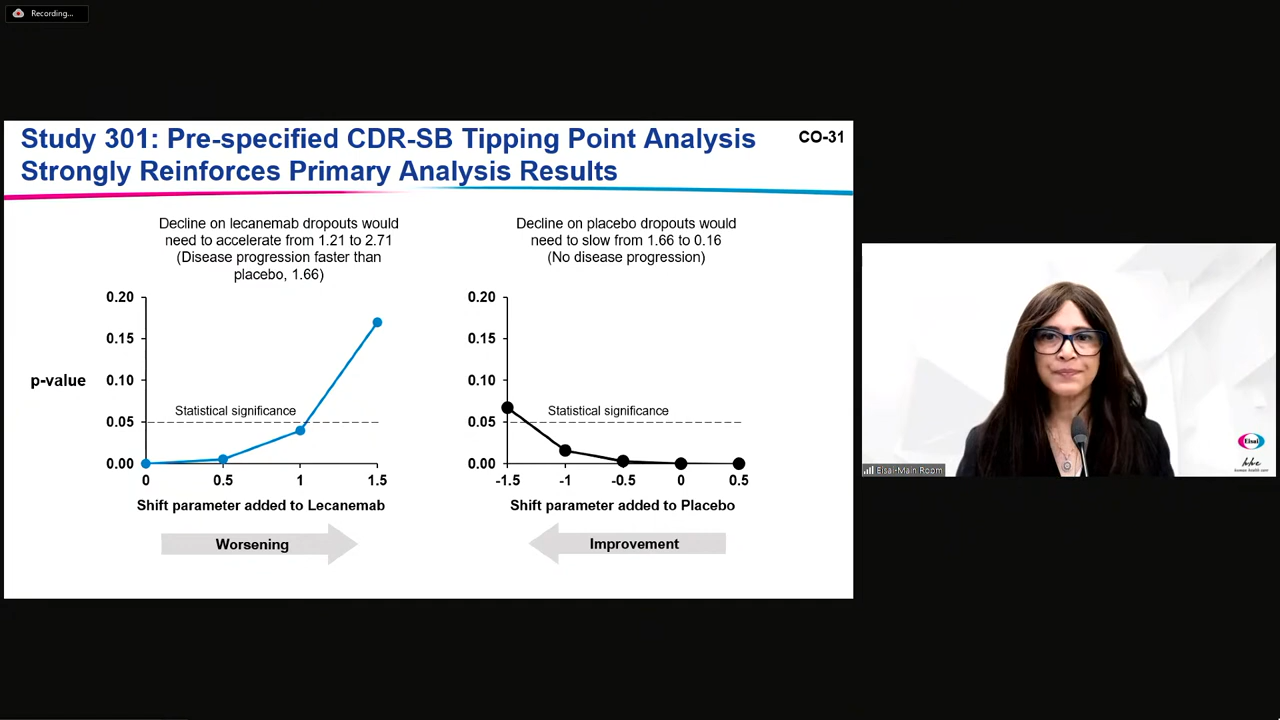 Recording...
Study 301: Pre-specified CDR-SB Tipping Point Analysis
Strongly Reinforces Primary Analysis Results
CO-31
Decline on lecanemab dropouts would
need to accelerate from 1.21 to 2.71
(Disease progression faster than
placebo, 1.66)
Decline on placebo dropouts would
need to slow from 1.66 to 0.16
(No disease progression)
p-value
0.20
0.15
0.10
0.05
0.00
Statistical significance
0 0.5 1 1.5
Shift parameter added to Lecanemab
Worsening
0.20
0.15
0.10
0.05
0.00
Statistical significance
-1.5 -1 -0.5 0 0.5
Shift parameter added to Placebo
Improvement
Eisai
hhc
human health care
Eisai-Main Room